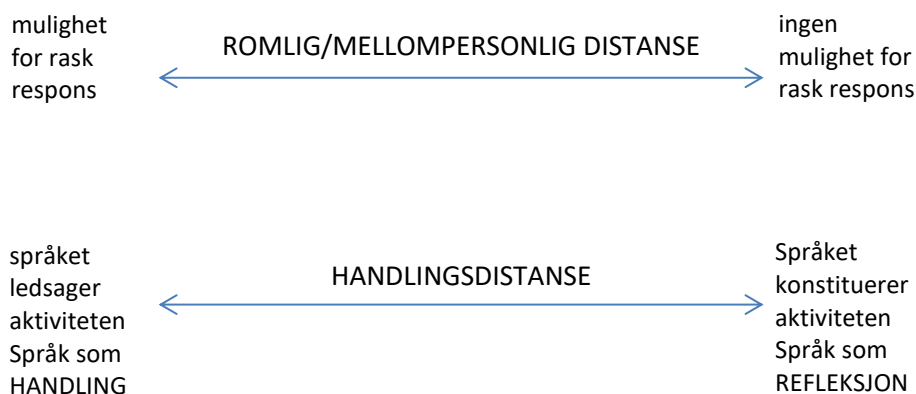 mulighet
for rask
respons
ROMLIG/MELLOMPERSONLIG DISTANSE
ingen
mulighet for
rask respons
språket
ledsager
aktiviteten
Språk som
HANDLING
HANDLINGSDISTANSE
Språket
konstituerer
aktiviteten
Språk som
REFLEKSJON